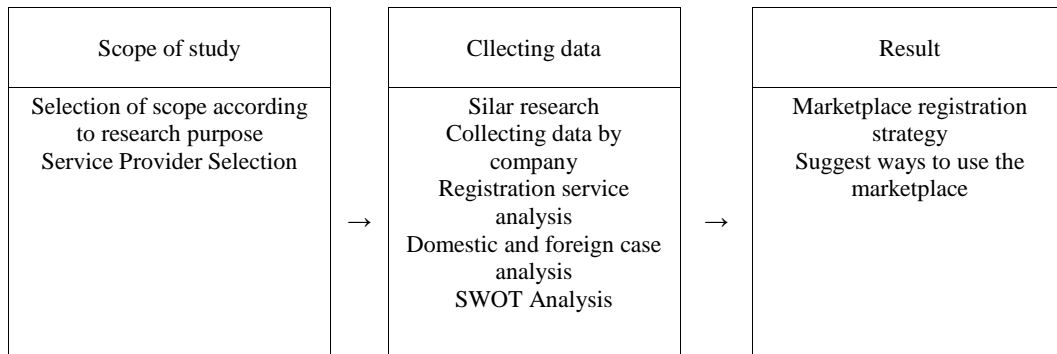 Scope of study
Selection of scope according
to research purpose
Service Provider Selection
→
Cllecting data
Silar research
Collecting data by
company
Registration service
analysis
Domestic and foreign case
analysis
SWOT Analysis
→
Result
Marketplace registration
strategy
Suggest ways to use the
marketplace